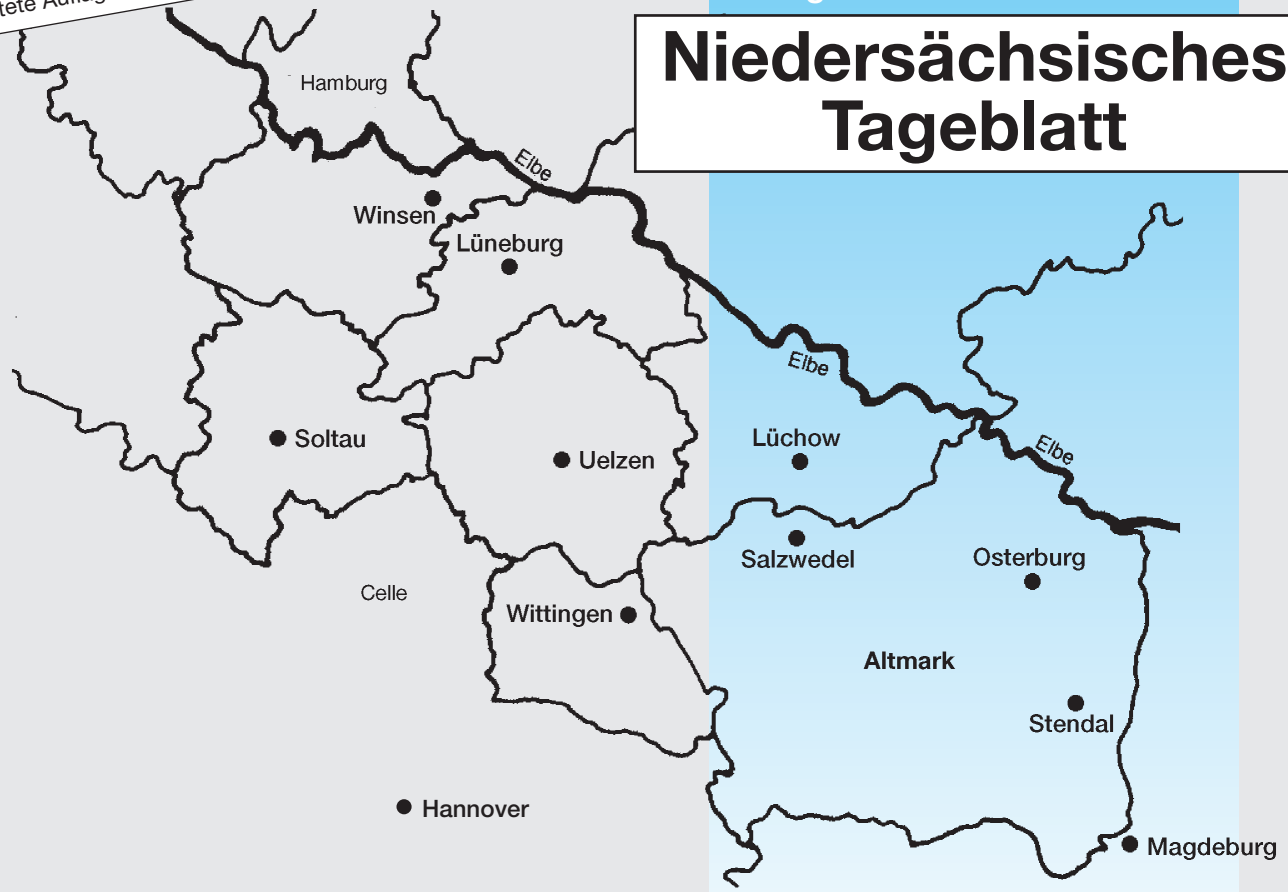 Niedersächsisches
Tageblatt
Hamburg
Elbe
Winsen
Lüneburg
Elbe
Soltau
Uelzen
Lüchow
Elbe
Salzwedel
Osterburg
Celle
Wittingen
Altmark
Stendal
Hannover
Magdeburg